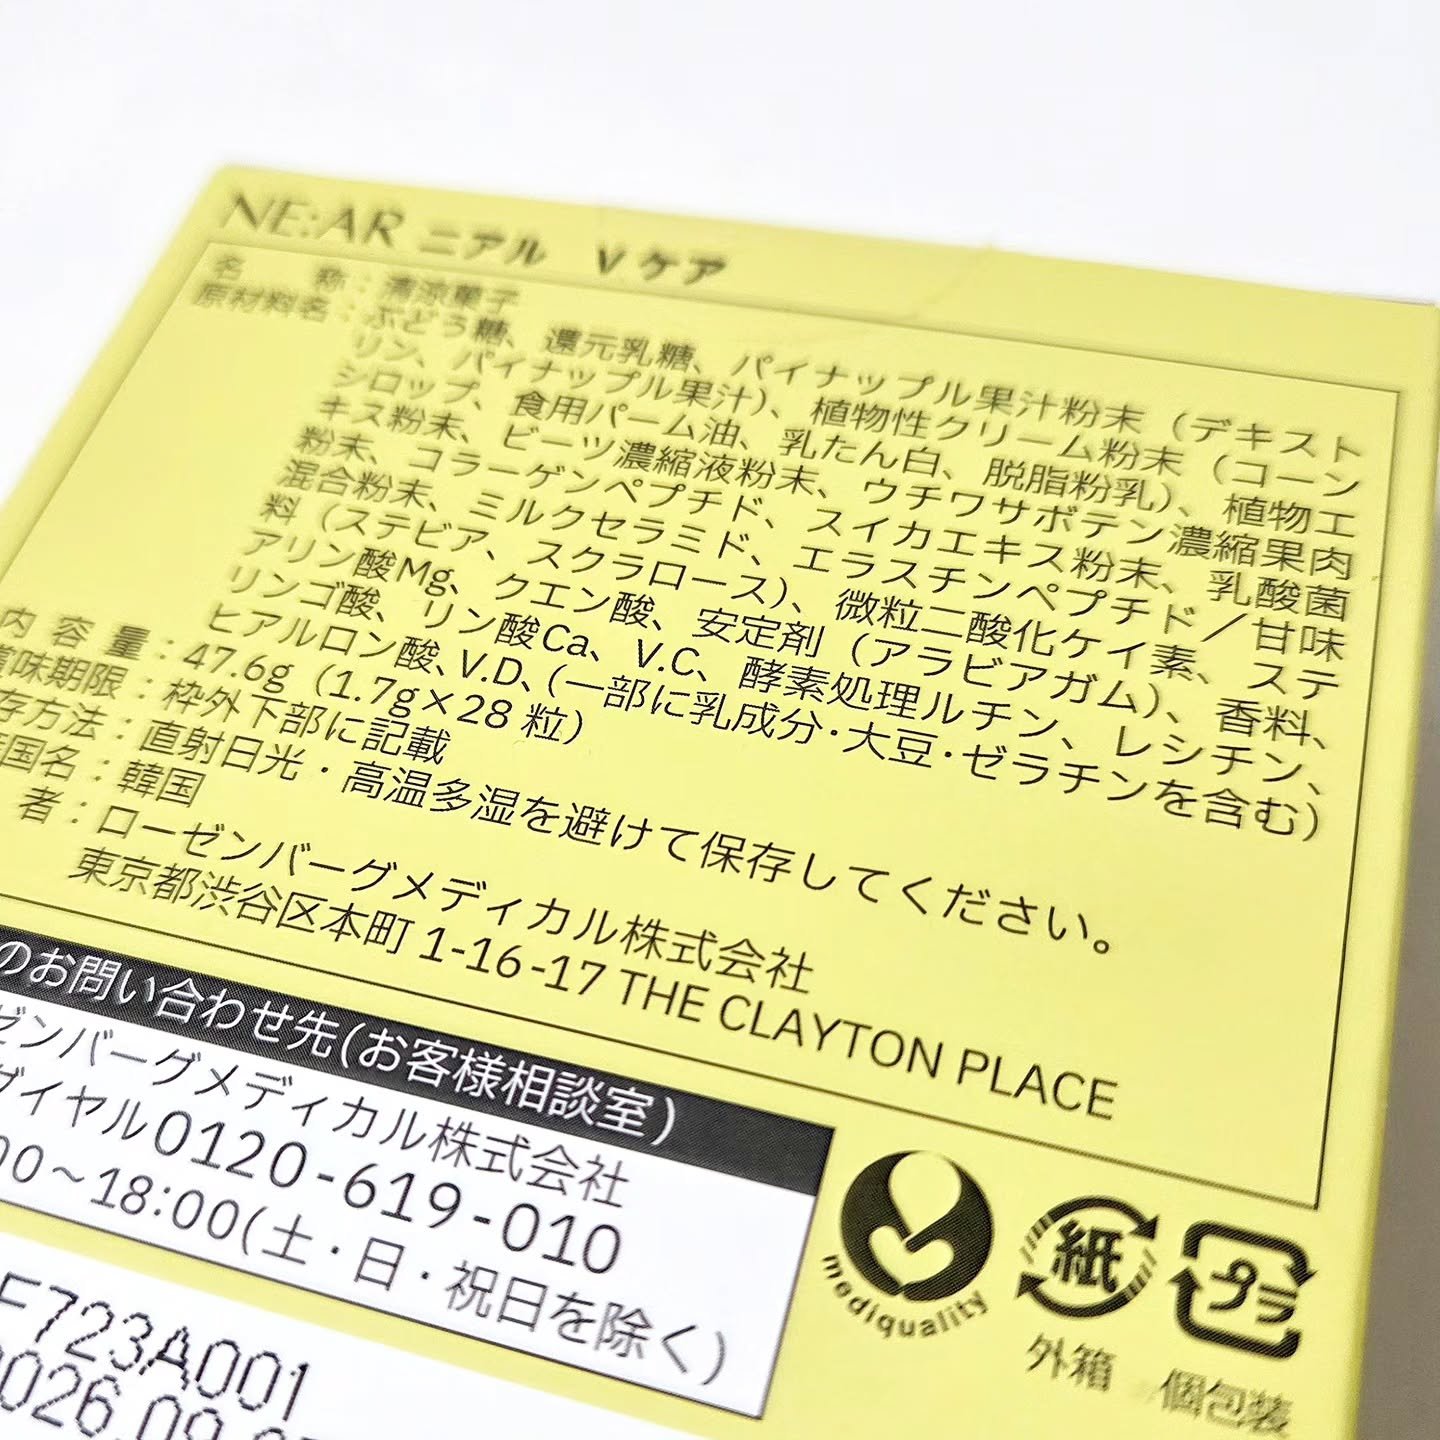 NE:AR ニアル Vケア
名 称：清涼菓子
原材料名：ぶどう糖、還元乳糖、パイナップル果汁粉末（デキスト
リン、パイナップル果汁）、植物性クリーム粉末（コーン
シロップ、食用パーム油、乳たん白、脱脂粉乳）、植物エ
キス粉末、ビーツ濃縮液粉末、ウチワサボテン濃縮果肉
粉末、コラーゲンペプチド、スイカエキス粉末、乳酸菌
混合粉末、ミルクセラミド、エラスチンペプチド／甘味
料（ステビア、スクラロース）、微粒二酸化ケイ素、ステ
アリン酸Mg、クエン酸、安定剤（アラビアガム）、香料、
リンゴ酸、リン酸Ca、V.C、酵素処理ルチン、レシチン、
ヒアルロン酸、V.D、（一部に乳成分・大豆・ゼラチンを含む）
内 容 量：47.6g（1.7g×28粒）
賞味期限：枠外下部に記載
存方法：直射日光・高温多湿を避けて保存してください。
国名：韓国
者：ローゼンバーグメディカル株式会社
東京都渋谷区本町1-16-17 THE CLAYTON PLACE
のお問い合わせ先(お客様相談室)
ゼンバーグメディカル株式会社
ダイヤル0120-619-010
00～18:00(土・日・祝日を除く)
F723A001
2026.09
mediquality
紙
外箱
プラ
個包装